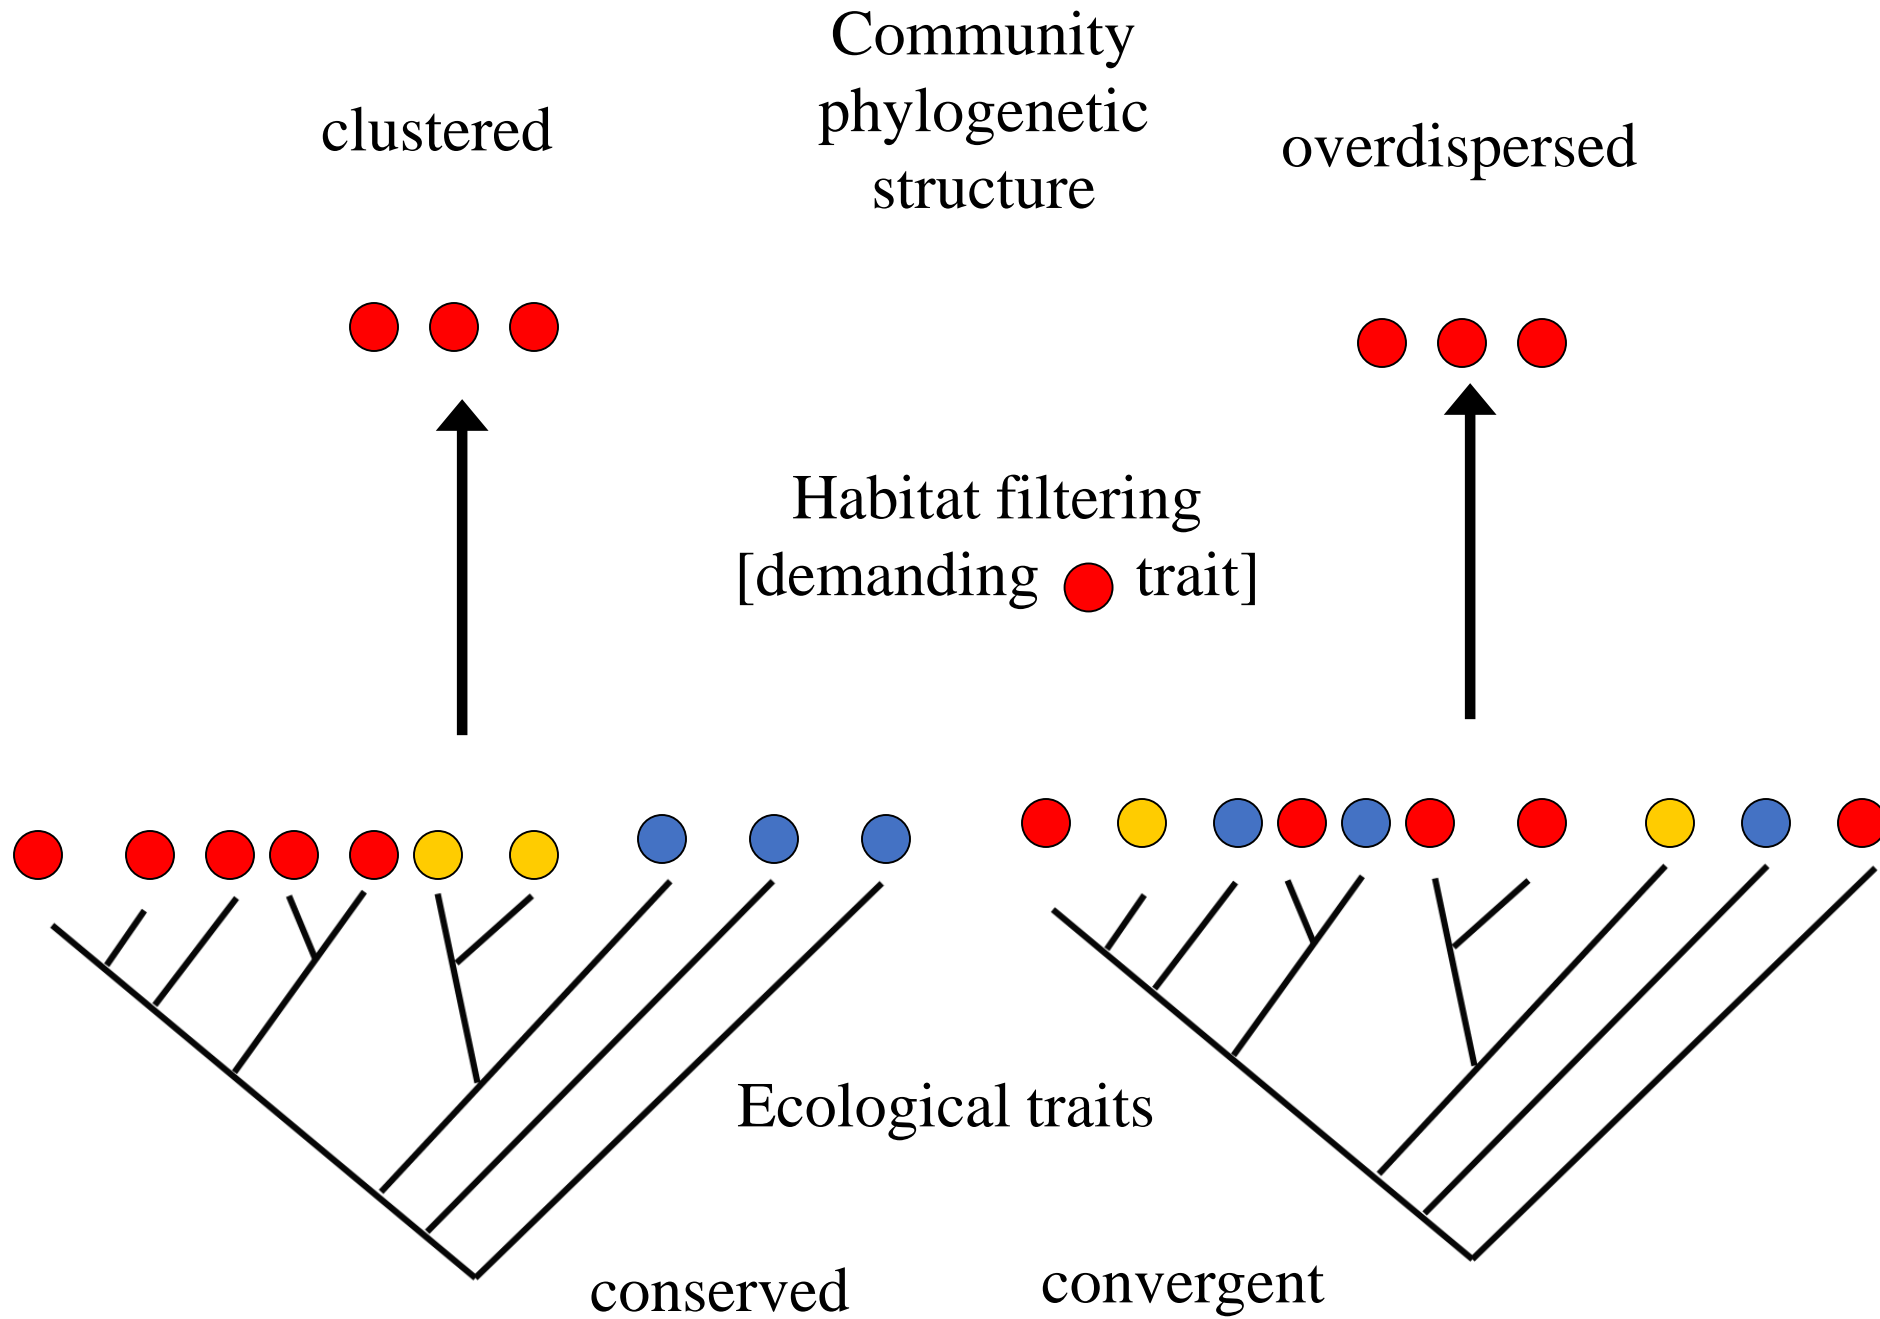 Community
phylogenetic
structure
clustered
overdispersed
Habitat filtering
[demanding trait]
Ecological traits
conserved
convergent